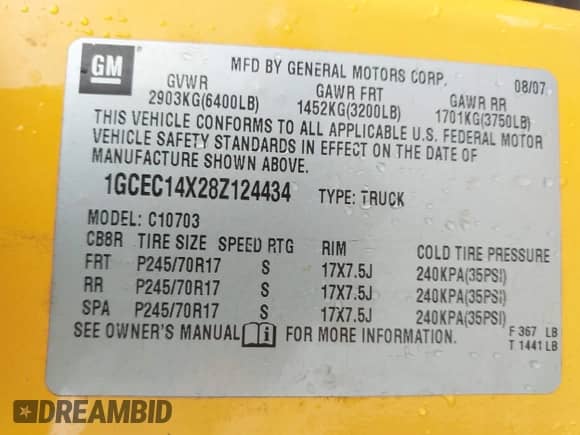 GM
MFD BY GENERAL MOTORS CORP. 08/07
GVWR GAWR FRT GAWR RR
2903KG(6400LB) 1452KG(3200LB) 1701KG(3750LB)
THIS VEHICLE CONFORMS TO ALL APPLICABLE U.S. FEDERAL MOTOR
VEHICLE SAFETY STANDARDS IN EFFECT ON THE DATE OF
MANUFACTURE SHOWN ABOVE.
1GCEC14X28Z124434 TYPE: TRUCK
MODEL: C10703
CB8R TIRE SIZE SPEED RTG RIM COLD TIRE PRESSURE
FRT P245/70R17 S 17X7.5J 240KPA(35PSI)
RR P245/70R17 S 17X7.5J 240KPA(35PSI)
SPA P245/70R17 S 17X7.5J 240KPA(35PSI)
SEE OWNER'S MANUAL i FOR MORE INFORMATION.
F 367 LB
T 1441 LB
DREAMBID